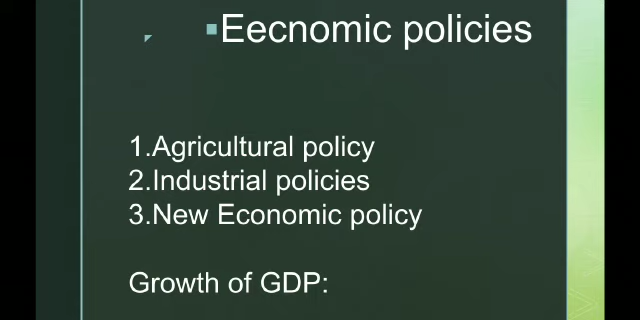 Eecnomic policies
1.Agricultural policy
2.Industrial policies
3.New Economic policy
Growth of GDP: